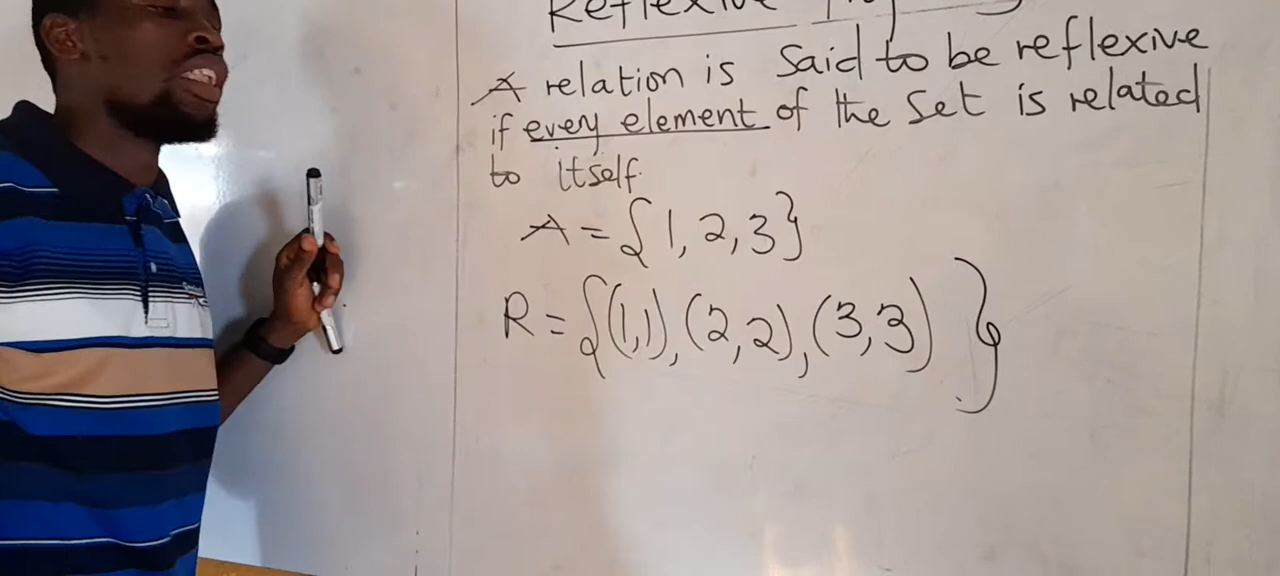 Reflexive
A relation is said to be reflexive
if every element of the set is related
to itself.
A = {1, 2, 3}
R = {(1,1), (2,2), (3,3) }